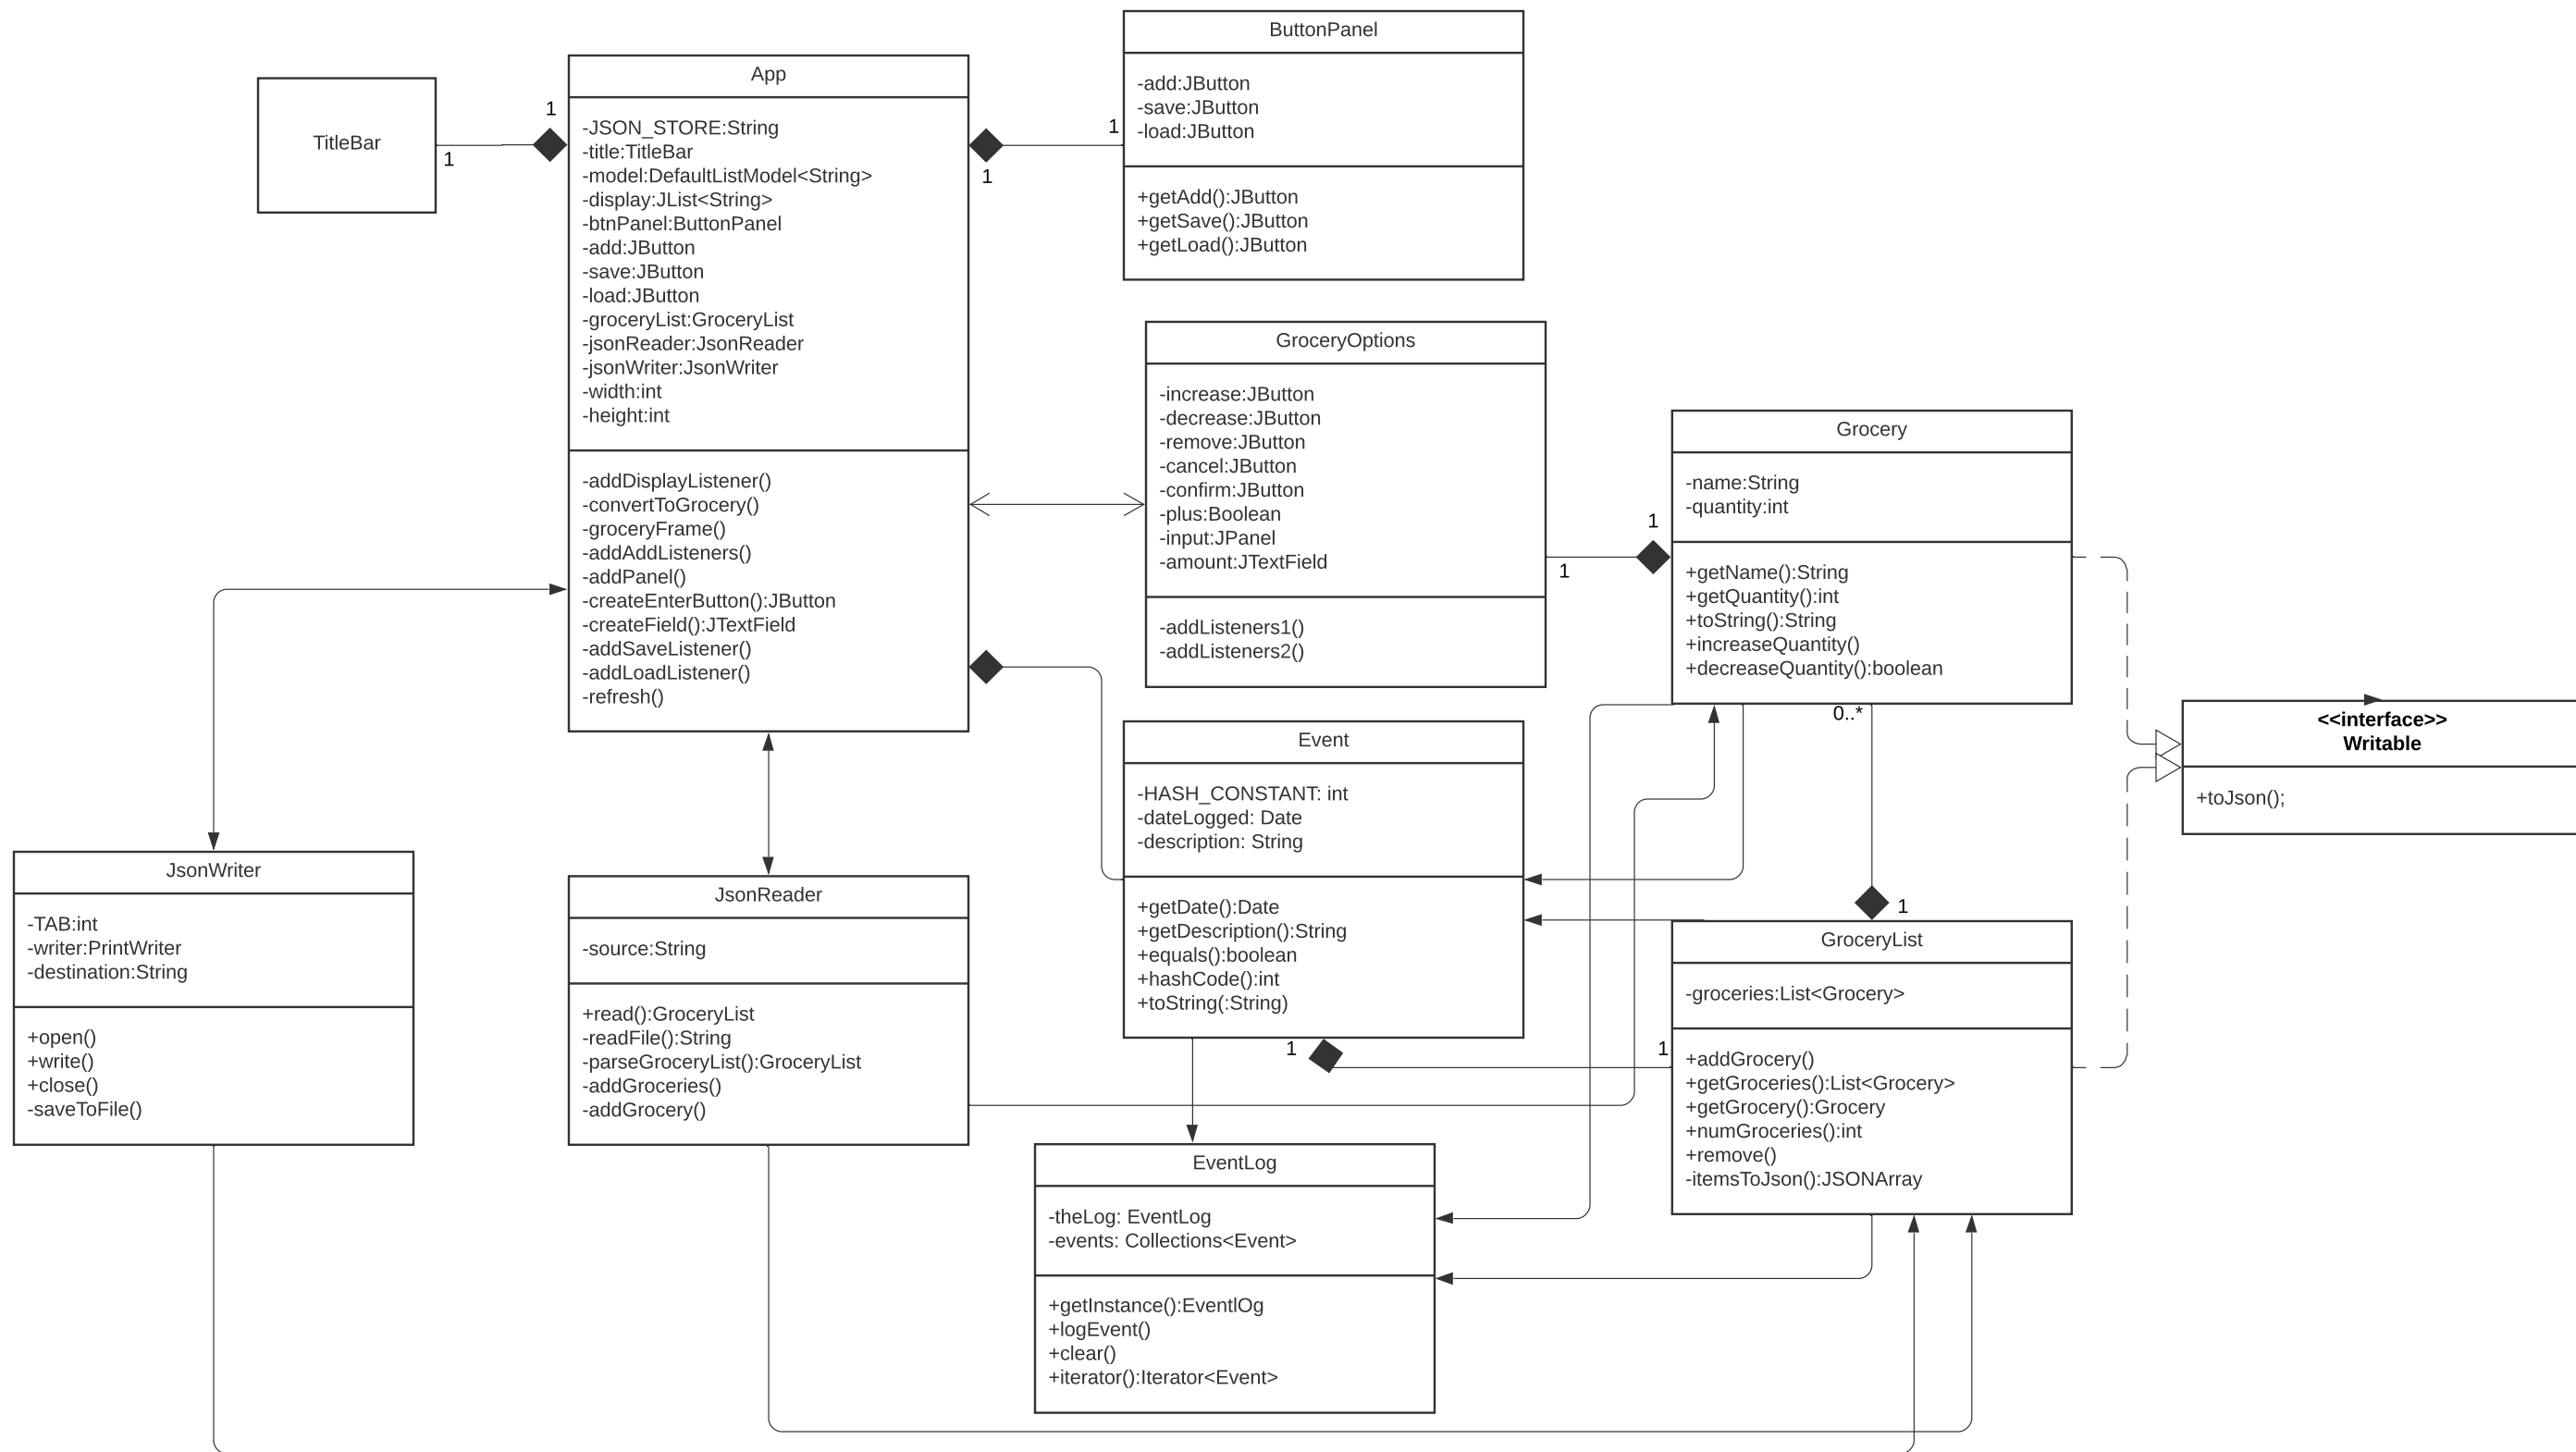 TitleBar
1
1
App
-JSON_STORE:String
-title:TitleBar
-model:DefaultListModel<String>
-display:JList<String>
-btnPanel:ButtonPanel
-add:JButton
-save:JButton
-load:JButton
-groceryList:GroceryList
-jsonReader:JsonReader
-jsonWriter:JsonWriter
-width:int
-height:int
-addDisplayListener()
-convertToGrocery()
-groceryFrame()
-addAddListeners()
-addPanel()
-createEnterButton():JButton
-createField():JTextField
-addSaveListener()
-addLoadListener()
-refresh()
1
1
ButtonPanel
-add:JButton
-save:JButton
-load:JButton
+getAdd():JButton
+getSave():JButton
+getLoad():JButton
GroceryOptions
-increase:JButton
-decrease:JButton
-remove:JButton
-cancel:JButton
-confirm:JButton
-plus:Boolean
-input:JPanel
-amount:JTextField
-addListeners1()
-addListeners2()
1
1
Grocery
-name:String
-quantity:int
+getName():String
+getQuantity():int
+toString():String
+increaseQuantity()
+decreaseQuantity():boolean
0..*
1
<<interface>>
Writable
+toJson();
Event
-HASH_CONSTANT: int
-dateLogged: Date
-description: String
+getDate():Date
+getDescription():String
+equals():boolean
+hashCode():int
+toString(:String)
1
1
JsonWriter
-TAB:int
-writer:PrintWriter
-destination:String
+open()
+write()
+close()
-saveToFile()
JsonReader
-source:String
+read():GroceryList
-readFile():String
-parseGroceryList():GroceryList
-addGroceries()
-addGrocery()
GroceryList
-groceries:List<Grocery>
+addGrocery()
+getGroceries():List<Grocery>
+getGrocery():Grocery
+numGroceries():int
+remove()
-itemsToJson():JSONArray
EventLog
-theLog: EventLog
-events: Collections<Event>
+getInstance():EventlOg
+logEvent()
+clear()
+iterator():Iterator<Event>